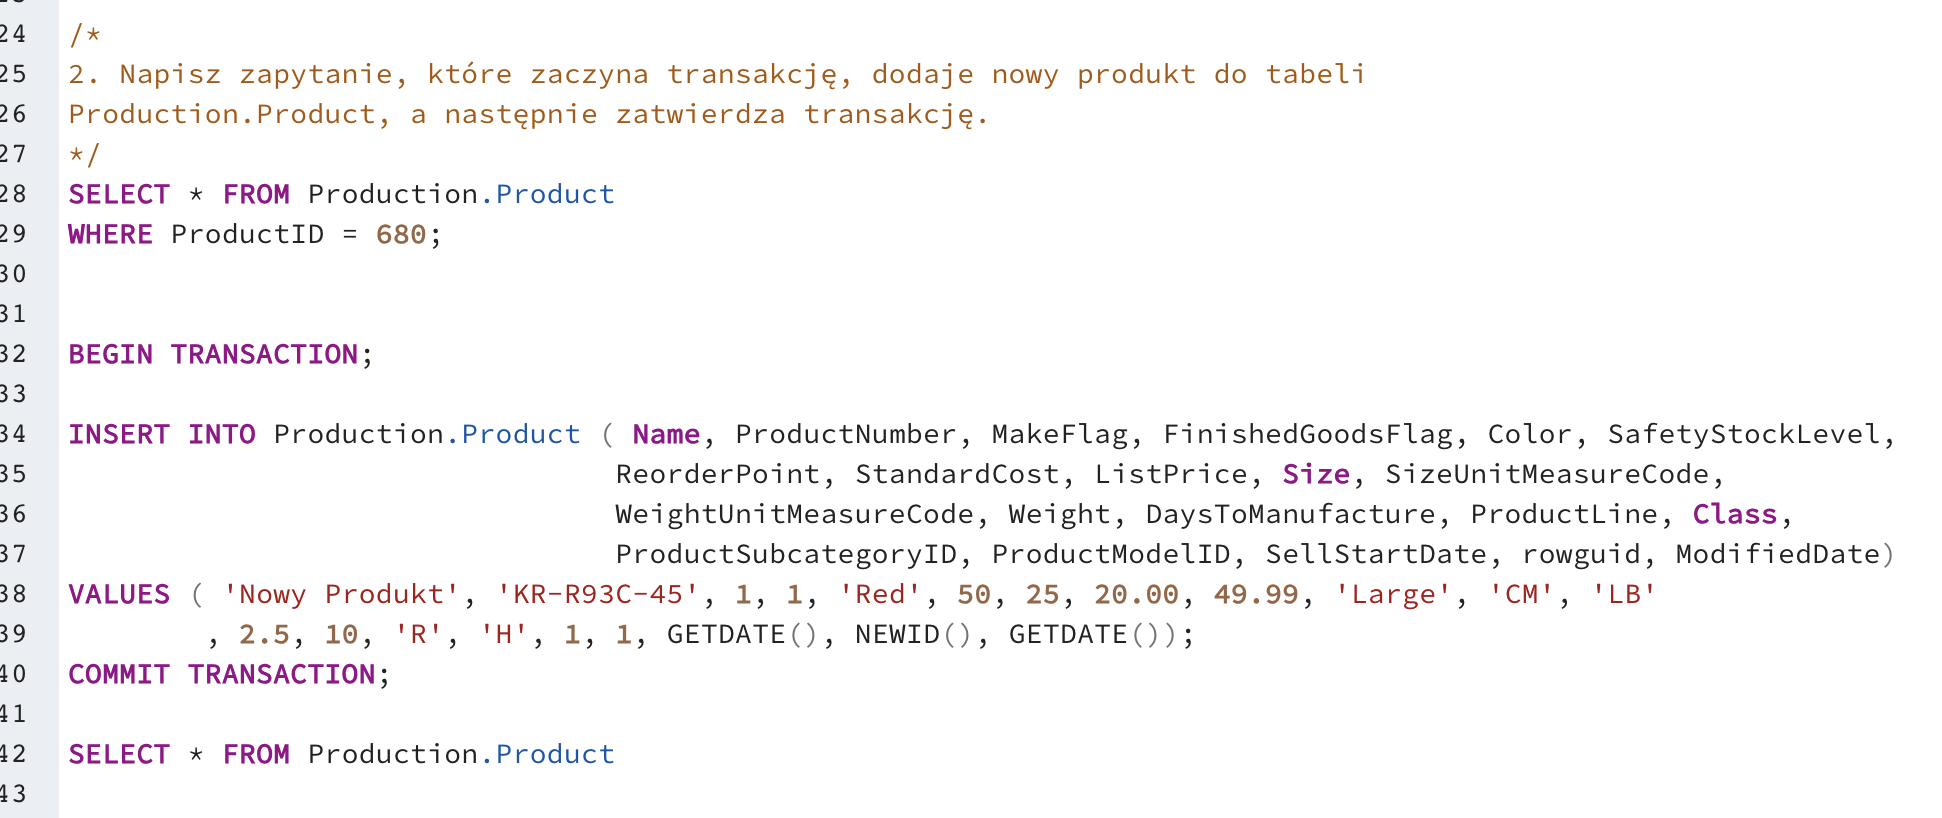 24 /*
25 2. Napisz zapytanie, które zaczyna transakcję, dodaje nowy produkt do tabeli
26 Production.Product, a następnie zatwierdza transakcję.
27 */
28 SELECT * FROM Production.Product
29 WHERE ProductID = 680;
30
31
32 BEGIN TRANSACTION;
33
34 INSERT INTO Production.Product ( Name, ProductNumber, MakeFlag, FinishedGoodsFlag, Color, SafetyStockLevel,
35 ReorderPoint, StandardCost, ListPrice, Size, SizeUnitMeasureCode,
36 WeightUnitMeasureCode, Weight, DaysToManufacture, ProductLine, Class,
37 ProductSubcategoryID, ProductModelID, SellStartDate, rowguid, ModifiedDate)
38 VALUES ( 'Nowy Produkt', 'KR-R93C-45', 1, 1, 'Red', 50, 25, 20.00, 49.99, 'Large', 'CM', 'LB'
39 , 2.5, 10, 'R', 'H', 1, 1, GETDATE(), NEWID(), GETDATE());
40 COMMIT TRANSACTION;
41
42 SELECT * FROM Production.Product
43